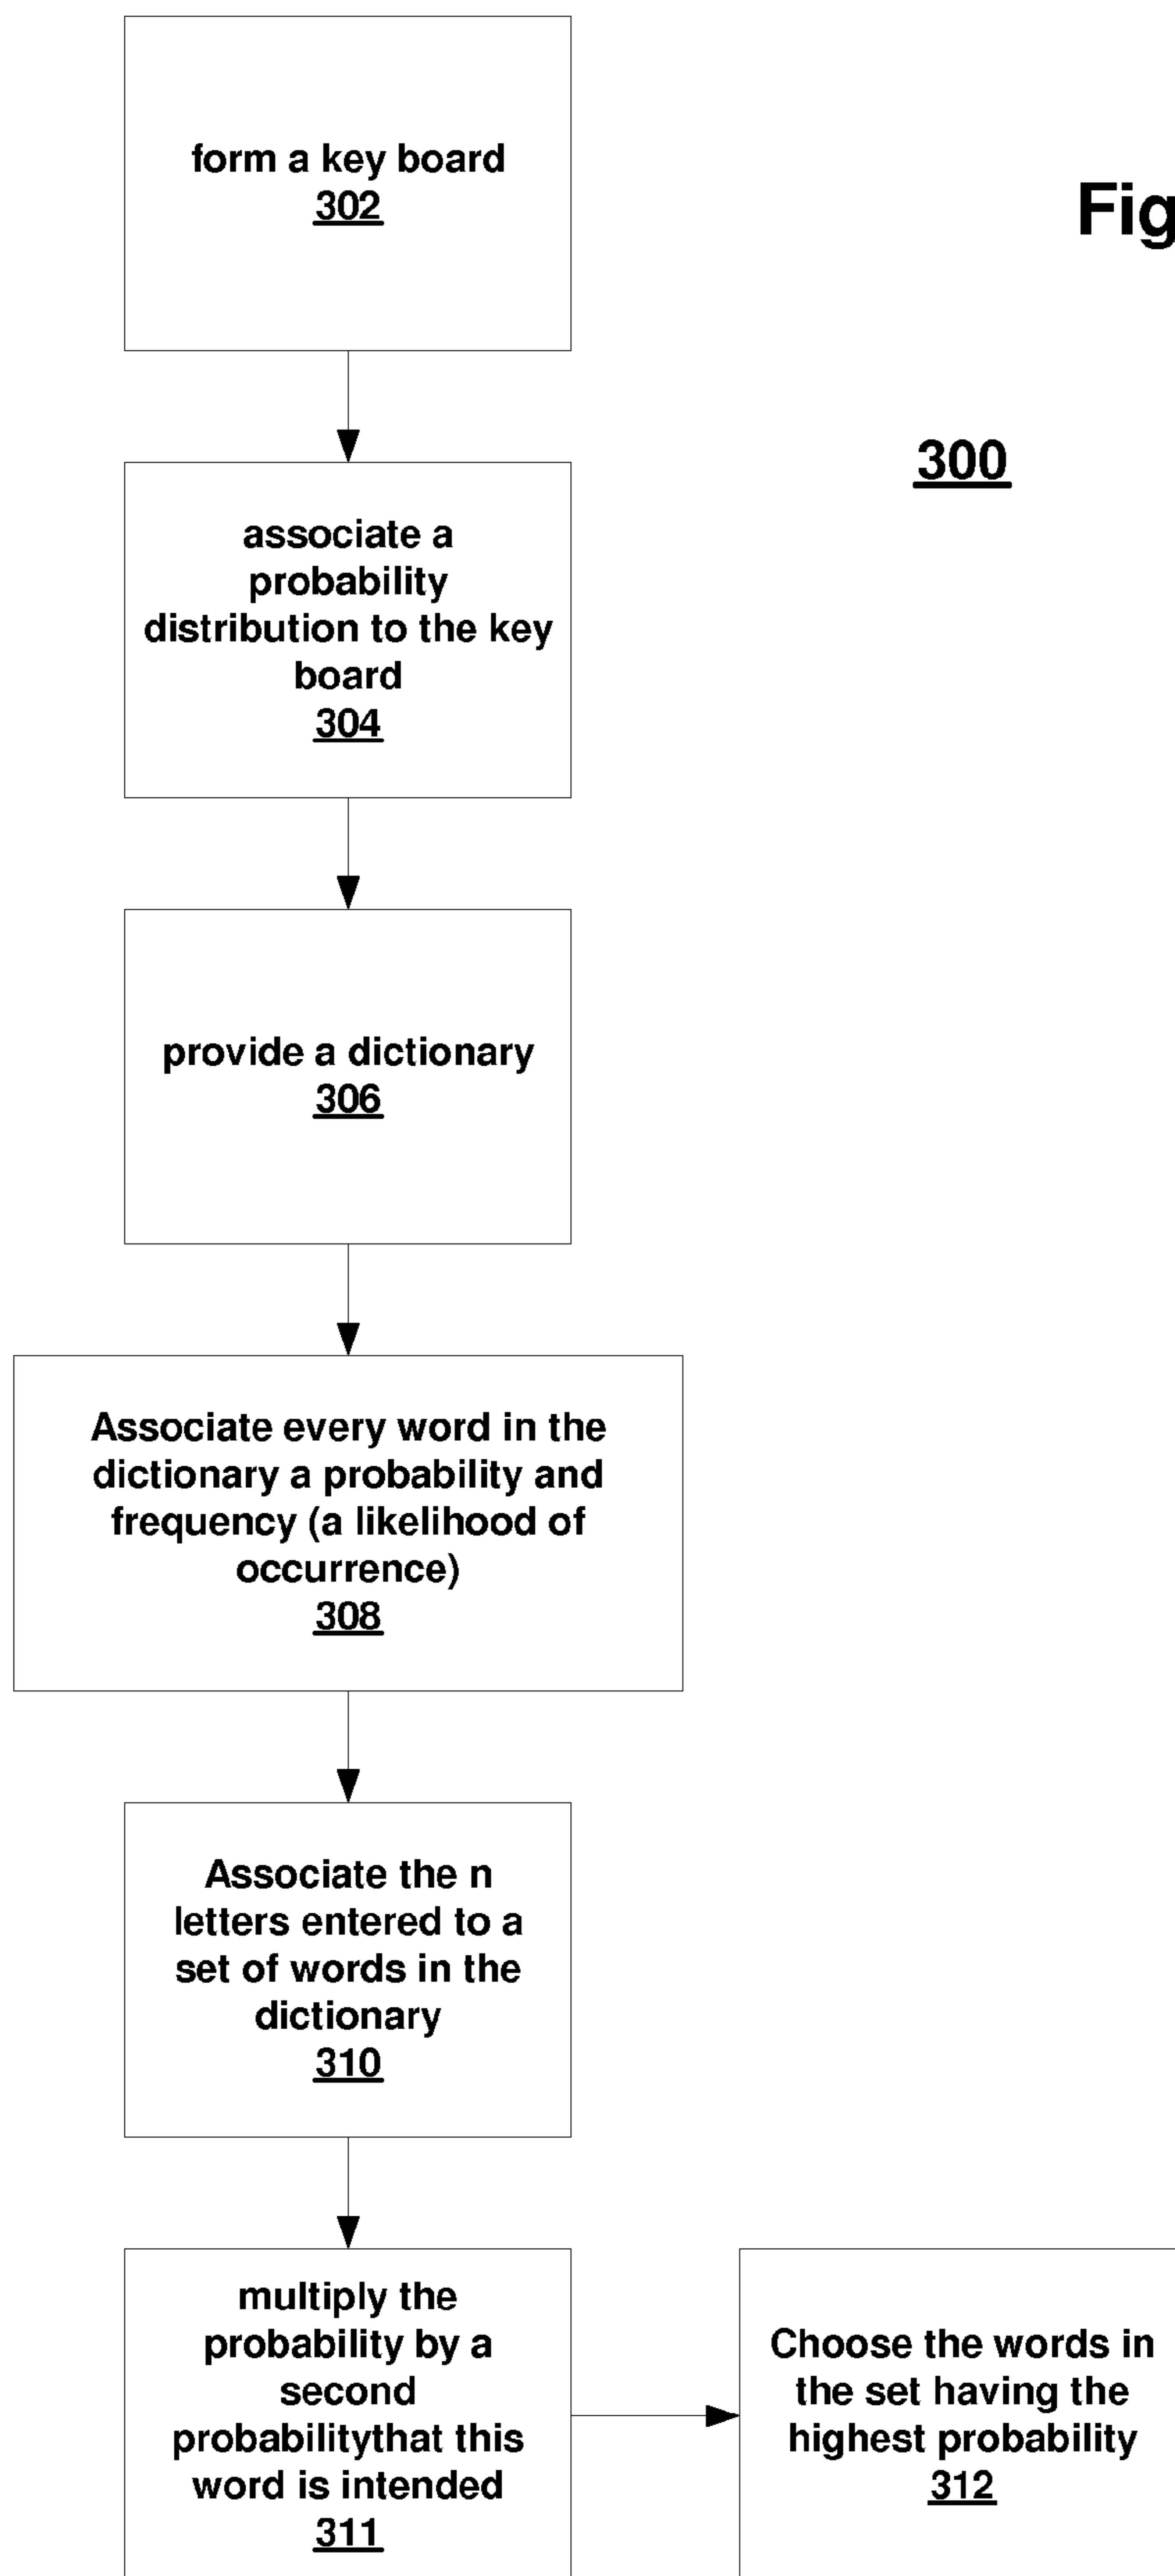 form a key board
302
Fig
300
associate a
probability
distribution to the key
board
304
provide a dictionary
306
Associate every word in the
dictionary a probability and
frequency (a likelihood of
occurrence)
308
Associate the n
letters entered to a
set of words in the
dictionary
310
multiply the
probability by a
second
probabilitythat this
word is intended
311
Choose the words in
the set having the
highest probability
312